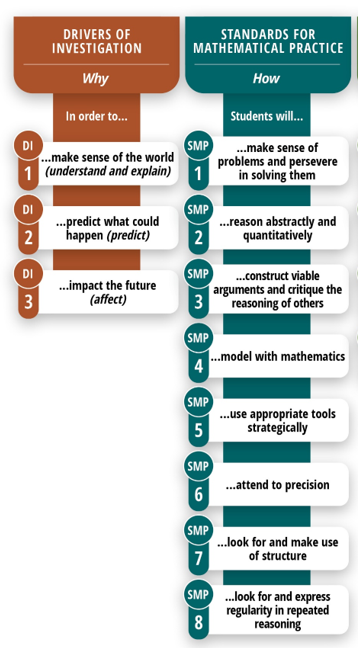 DRIVERS OF
INVESTIGATION
Why
In order to...
DI
1
...make sense of the world
(understand and explain)
DI
2
...predict what could
happen (predict)
DI
3
...impact the future
(affect)
STANDARDS FOR
MATHEMATICAL PRACTICE
How
Students will...
SMP
1
...make sense of
problems and persevere
in solving them
SMP
2
...reason abstractly and
quantitatively
SMP
3
...construct viable
arguments and critique the
reasoning of others
SMP
4
...model with mathematics
SMP
5
...use appropriate tools
strategically
SMP
6
...attend to precision
SMP
7
...look for and make use
of structure
SMP
8
...look for and express
regularity in repeated
reasoning